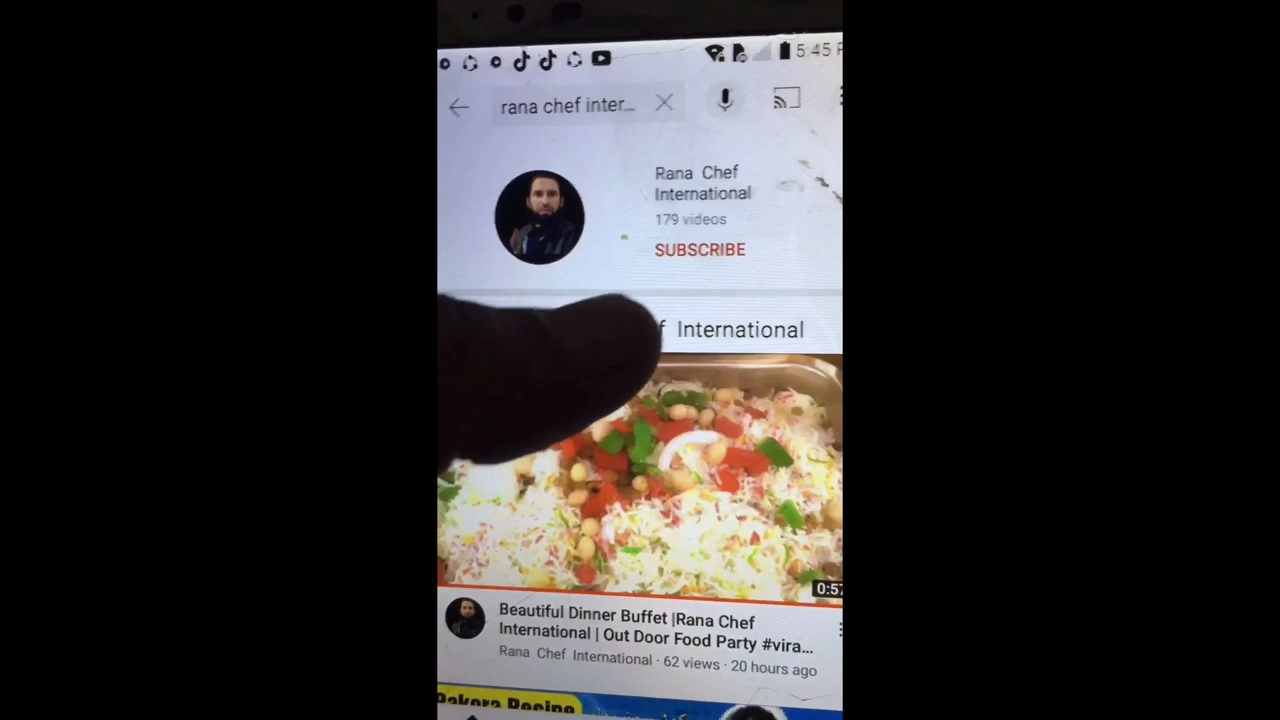 5:45
rana chef inter...
Rana Chef
International
179 videos
SUBSCRIBE
f International
0:57
Beautiful Dinner Buffet |Rana Chef
International | Out Door Food Party #vira...
Rana Chef International · 62 views · 20 hours ago
Pakora Recipe